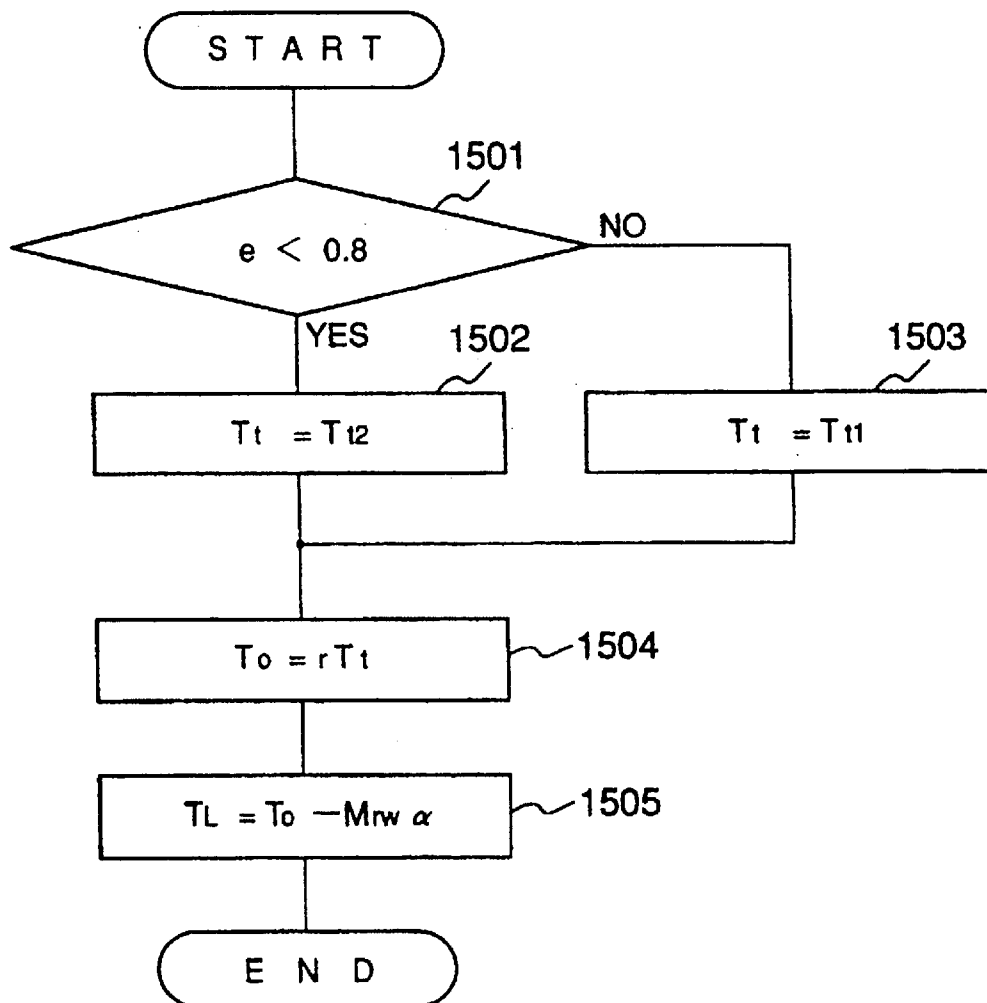 START
1501
e < 0.8
NO
YES
1502
1503
Tt = Tt2
Tt = Tt1
To = rTt
1504
TL = To —Mrw α
1505
END